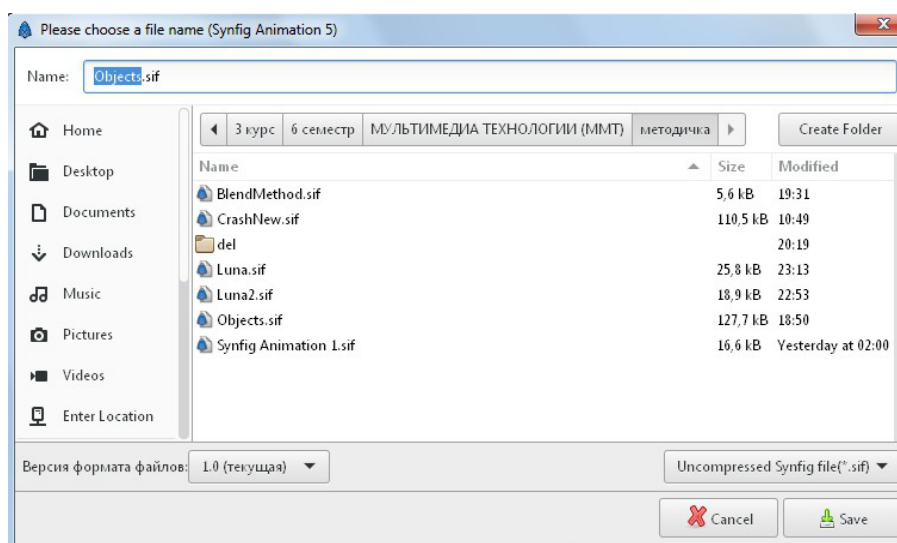 Please choose a file name (Synfig Animation 5)
Name: Objects.sif
Home
Desktop
Documents
Downloads
Music
Pictures
Videos
Enter Location
3 курс 6 семестр МУЛЬТИМЕДИА ТЕХНОЛОГИИ (ММТ) методичка Create Folder
Name Size Modified
BlendMethod.sif 5,6 kB 19:31
CrashNew.sif 110,5 kB 10:49
del 20:19
Luna.sif 25,8 kB 23:13
Luna2.sif 18,9 kB 22:53
Objects.sif 127,7 kB 18:50
Synfig Animation 1.sif 16,6 kB Yesterday at 02:00
Версия формата файлов: 1.0 (текущая) Uncompressed Synfig file(*.sif)
Cancel Save